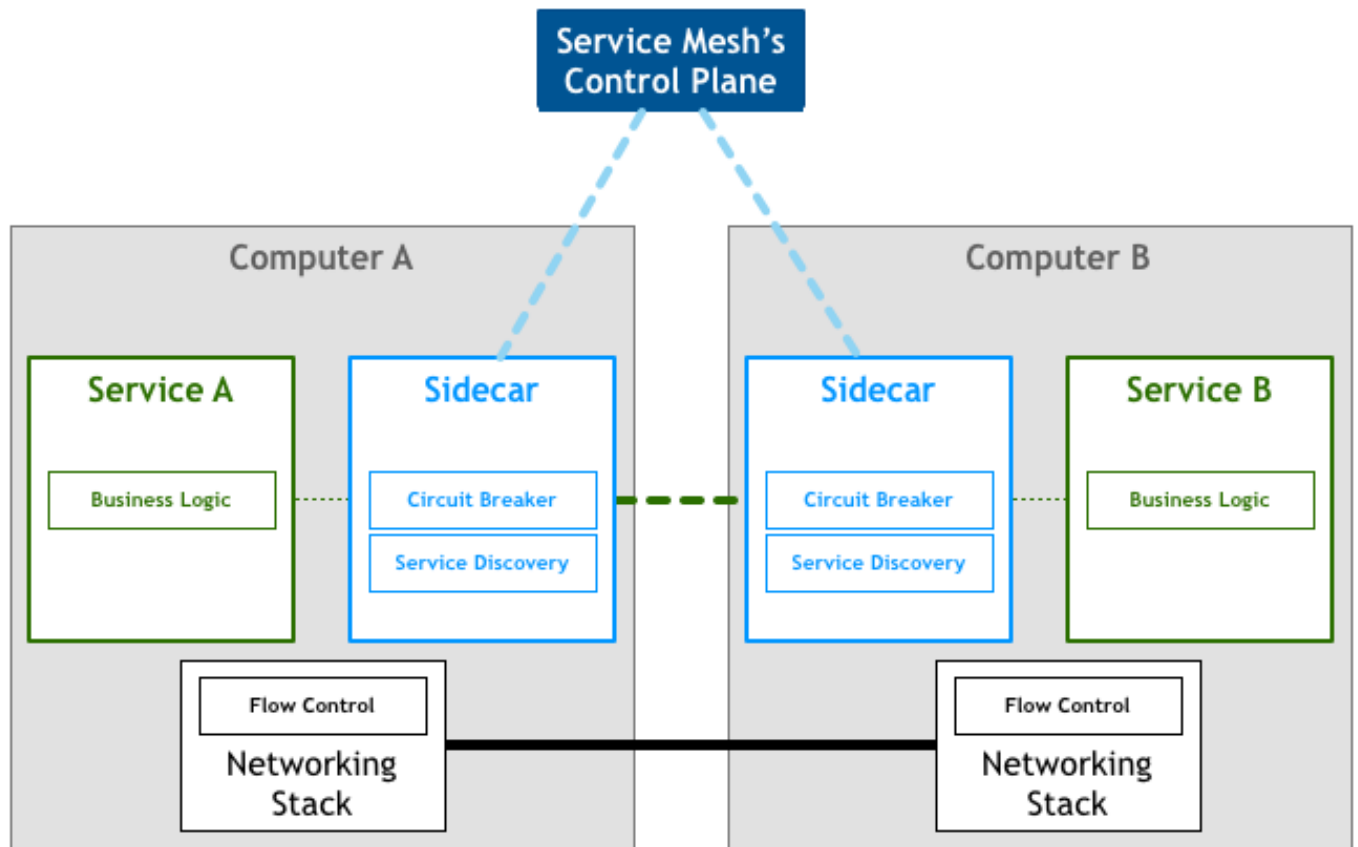 Service Mesh's
Control Plane
Computer A
Computer B
Service A
Sidecar
Sidecar
Service B
Business Logic
Circuit Breaker
Circuit Breaker
Business Logic
Service Discovery
Service Discovery
Flow Control
Flow Control
Networking
Stack
Networking
Stack